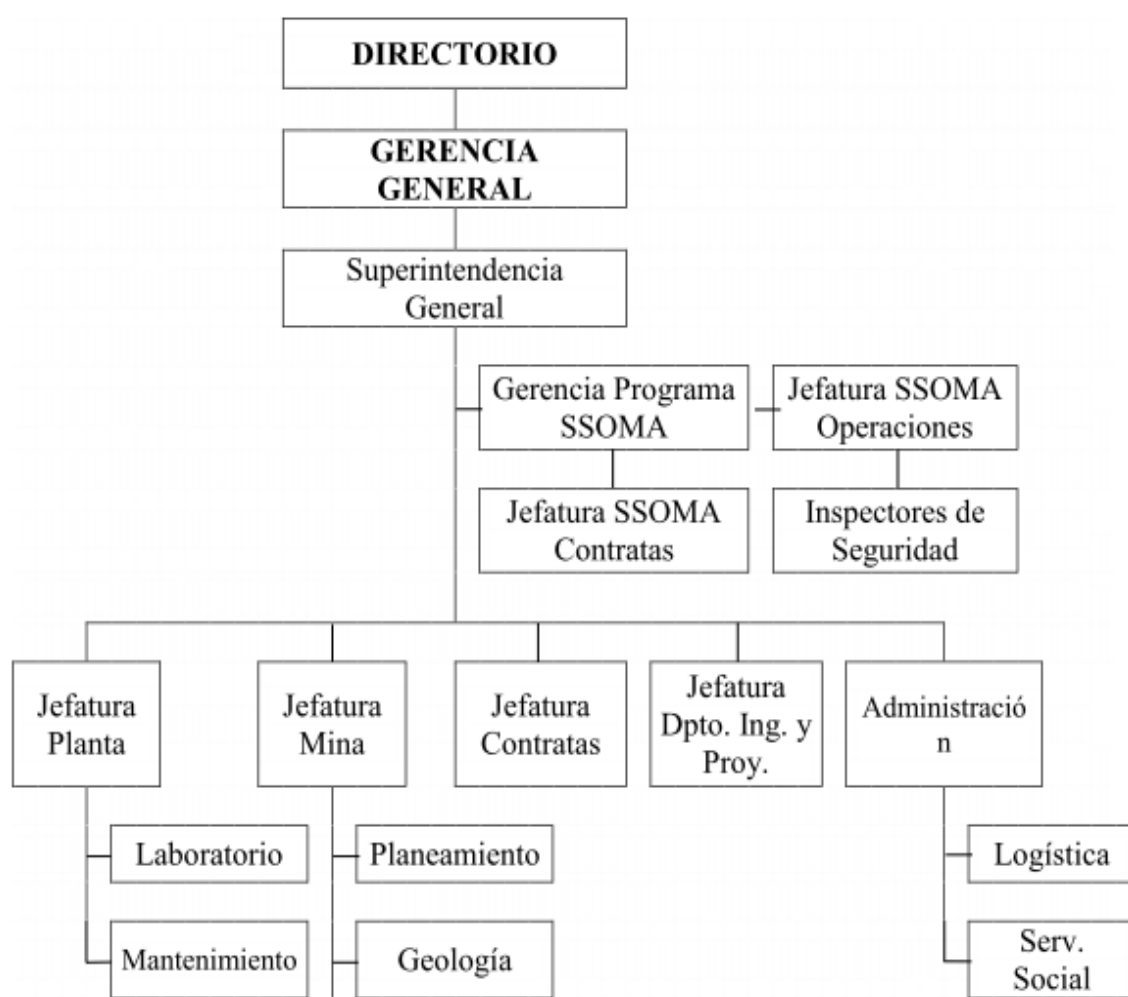 DIRECTORIO
GERENCIA
GENERAL
Superintendencia
General
Gerencia Programa
SSOMA
Jefatura SSOMA
Operaciones
Jefatura SSOMA
Contratas
Inspectores de
Seguridad
Jefatura
Planta
Jefatura
Mina
Jefatura
Contratas
Jefatura
Dpto. Ing. y
Proy.
Administració
n
Laboratorio
Planeamiento
Logística
Mantenimiento
Geología
Serv.
Social